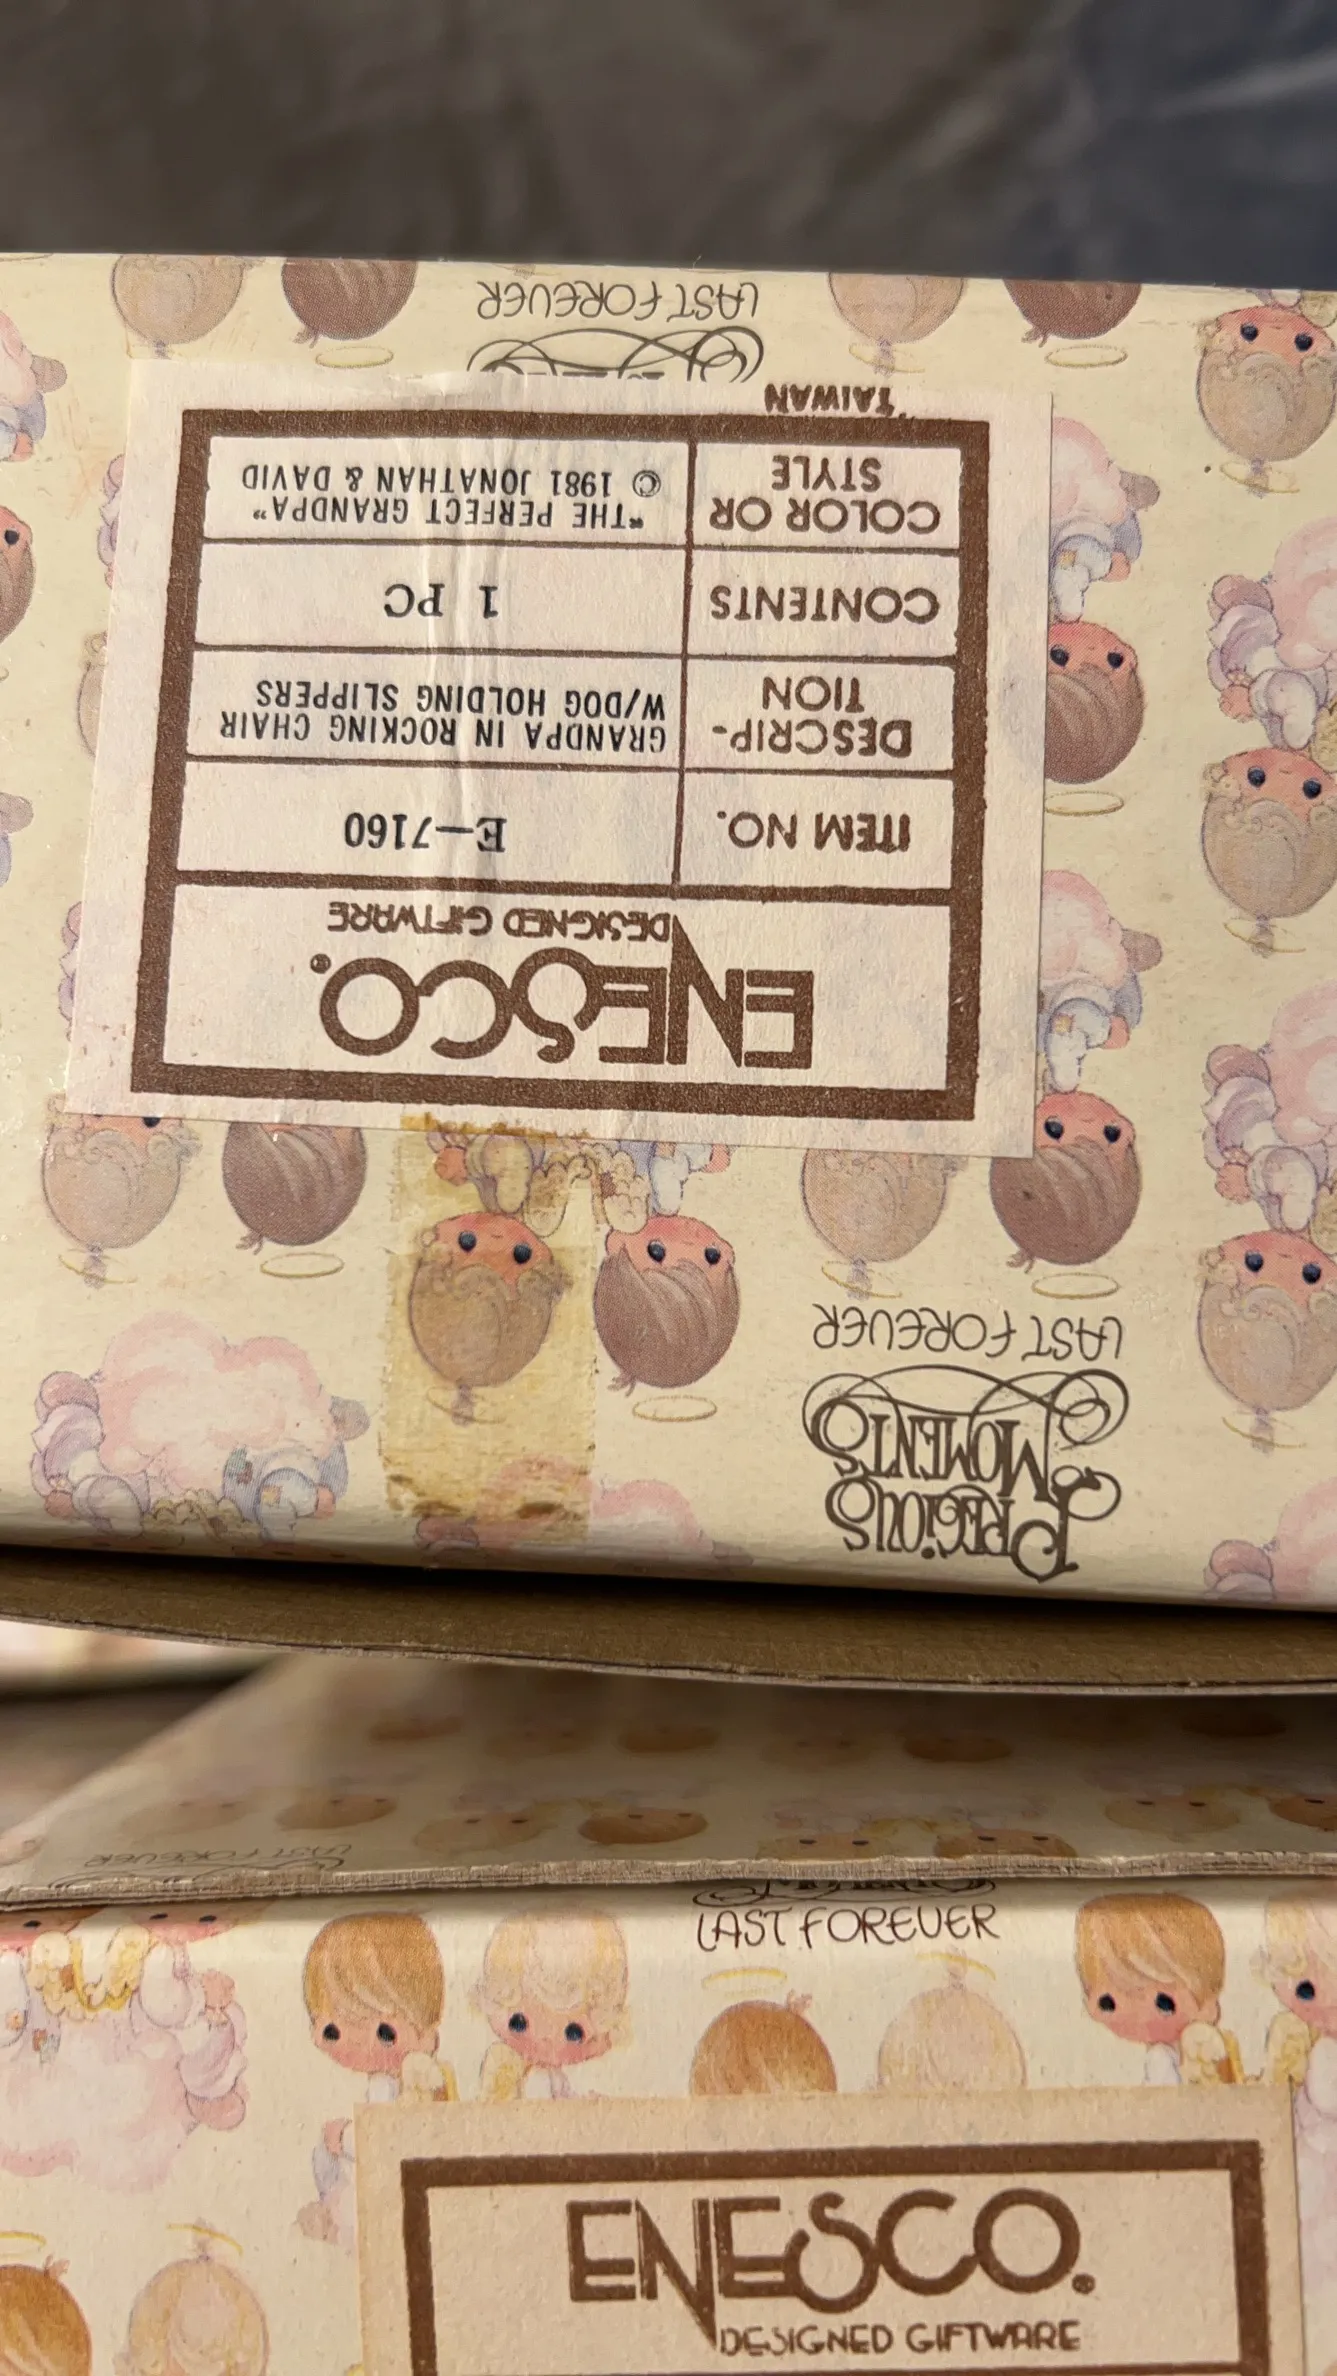 PRECIOUS
MOMENTS
LAST FOREVER
ENESCO.
DESIGNED GIFTWARE
ITEM NO. E-7160
DESCRIP-
TION
GRANDPA IN ROCKING CHAIR
W/DOG HOLDING SLIPPERS
CONTENTS 1 PC
COLOR OR
STYLE
"THE PERFECT GRANDPA"
© 1981 JONATHAN & DAVID
TAIWAN
LAST FOREVER
LAST FOREVER
LAST FOREVER
ENESCO.
DESIGNED GIFTWARE